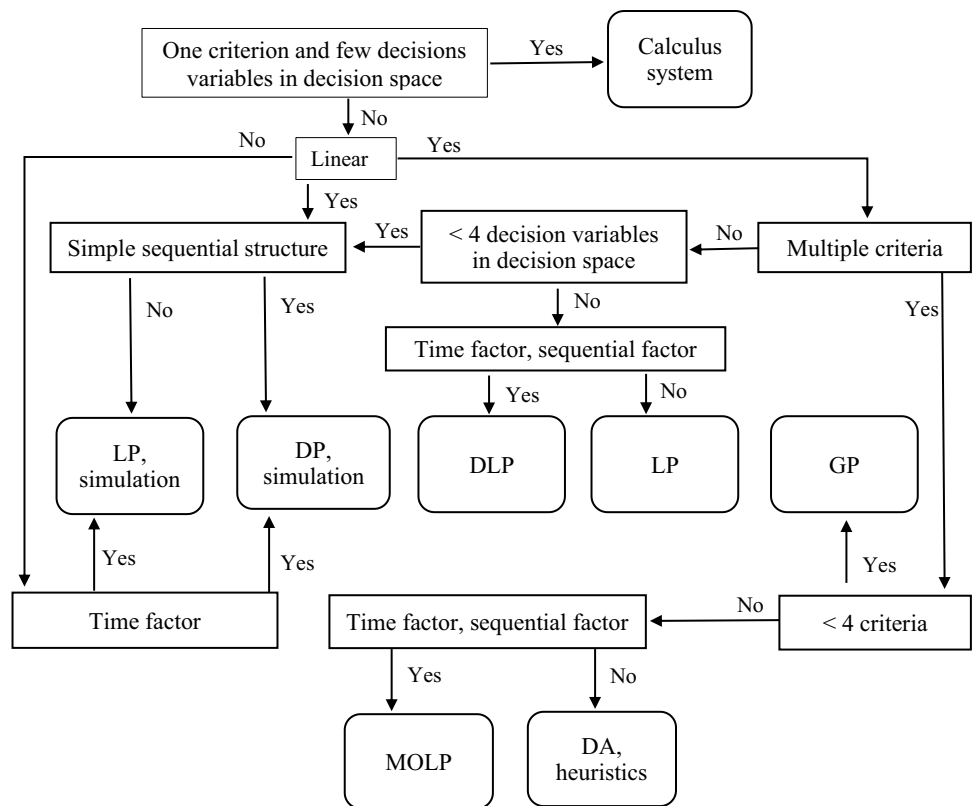 One criterion and few decisions
variables in decision space
Yes
Calculus
system
No
No
Linear
Yes
Yes
Simple sequential structure
Yes
< 4 decision variables
in decision space
No
Multiple criteria
No
Yes
No
Yes
Time factor, sequential factor
Yes
No
LP,
simulation
DP,
simulation
DLP
LP
GP
Yes
Yes
Yes
Time factor
Time factor, sequential factor
No
< 4 criteria
Yes
No
MOLP
DA,
heuristics